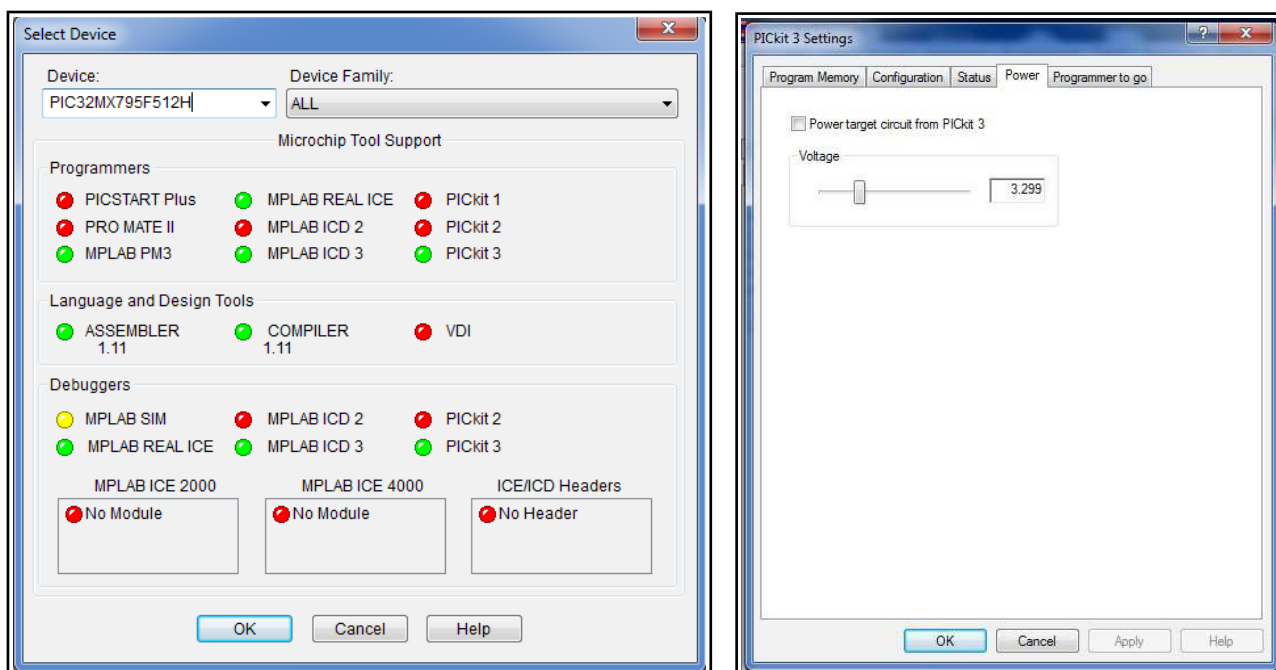 Select Device
Device: Device Family:
PIC32MX795F512H ALL
Microchip Tool Support
Programmers
PICSTART Plus MPLAB REAL ICE PICkit 1
PRO MATE II MPLAB ICD 2 PICkit 2
MPLAB PM3 MPLAB ICD 3 PICkit 3
Language and Design Tools
ASSEMBLER COMPILER VDI
1.11 1.11
Debuggers
MPLAB SIM MPLAB ICD 2 PICkit 2
MPLAB REAL ICE MPLAB ICD 3 PICkit 3
MPLAB ICE 2000 MPLAB ICE 4000 ICE/ICD Headers
No Module No Module No Header
OK Cancel Help
PICkit 3 Settings
Program Memory Configuration Status Power Programmer to go
Power target circuit from PICkit 3
Voltage
3.299
OK Cancel Apply Help